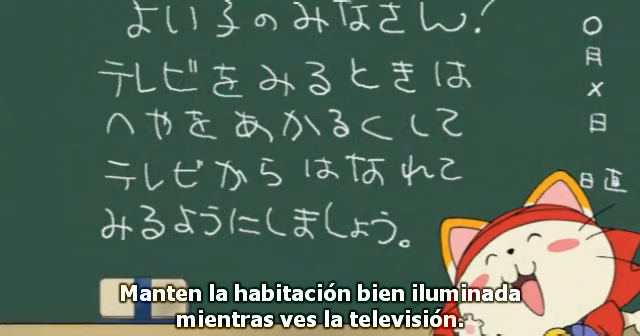 よい子のみなさん!
テレビをみるときは
へやをあかるくして
テレビからはなれて
みるようにしましょう。
〇
月
×
日
日直
Manten la habitación bien iluminada
mientras ves la televisión.